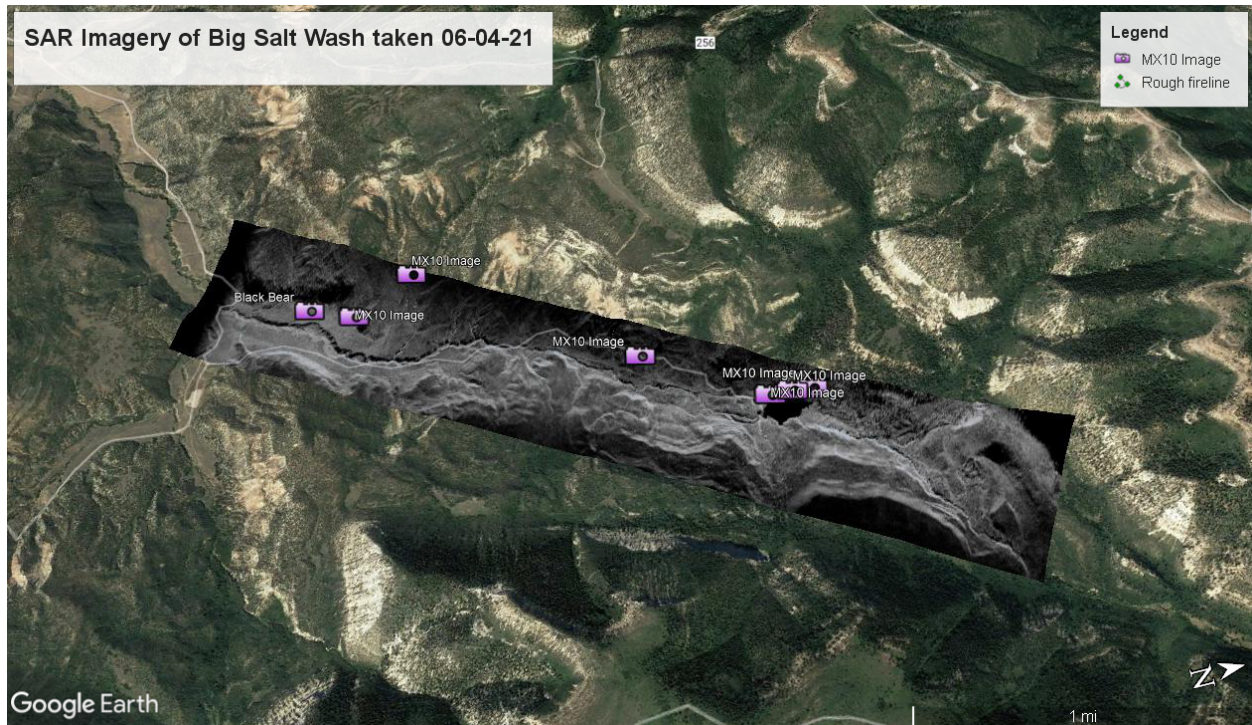 SAR Imagery of Big Salt Wash taken 06-04-21
256
Legend
MX10 Image
Rough fireline
MX10 Image
Black Bear
MX10 Image
MX10 Image
MX10 Image
MX10 Image
MX10 Image
N
Google Earth
1 mi